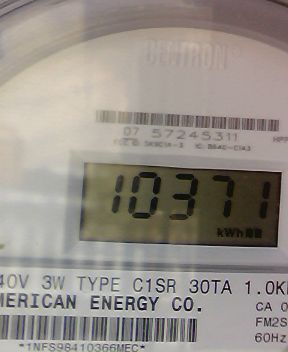 CENTRON®
07 57245311
10371
kWh
40V 3W TYPE C1SR 30TA 1.0K
MERICAN ENERGY CO.
CA 0
FM2S
60Hz
*1NFS98410366MEC*